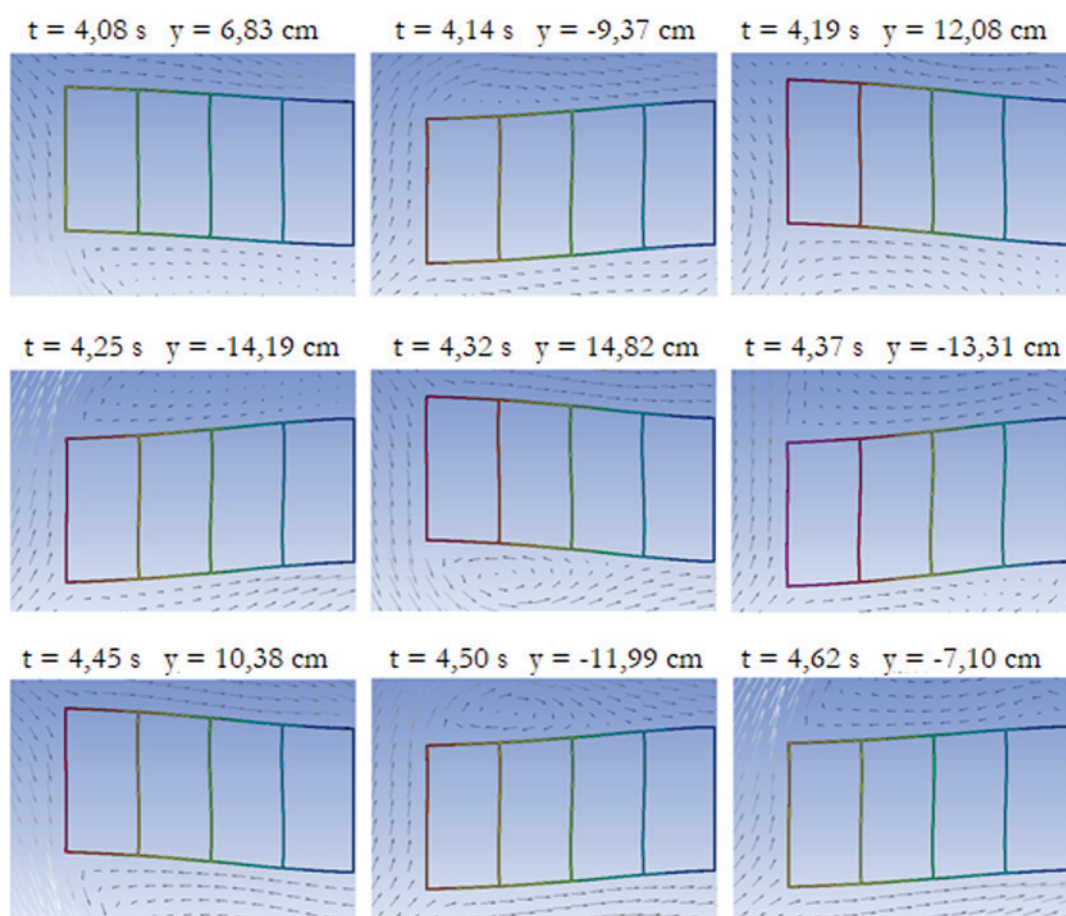 t = 4,08 s y = 6,83 cm
t = 4,14 s y = -9,37 cm
t = 4,19 s y = 12,08 cm
t = 4,25 s y = -14,19 cm
t = 4,32 s y = 14,82 cm
t = 4,37 s y = -13,31 cm
t = 4,45 s y = 10,38 cm
t = 4,50 s y = -11,99 cm
t = 4,62 s y = -7,10 cm